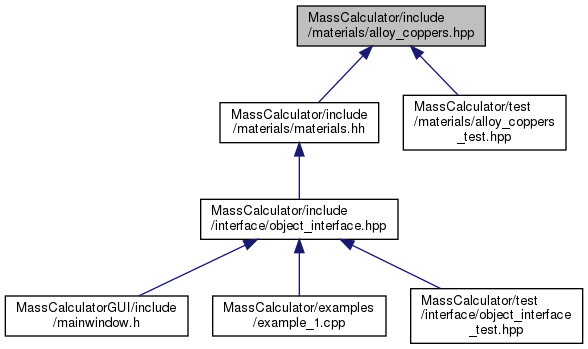 MassCalculator/include
/materials/alloy_coppers.hpp
MassCalculator/include
/materials/materials.hh
MassCalculator/test
/materials/alloy_coppers
_test.hpp
MassCalculator/include
/interface/object_interface.hpp
MassCalculatorGUI/include
/mainwindow.h
MassCalculator/examples
/example_1.cpp
MassCalculator/test
/interface/object_interface
_test.hpp